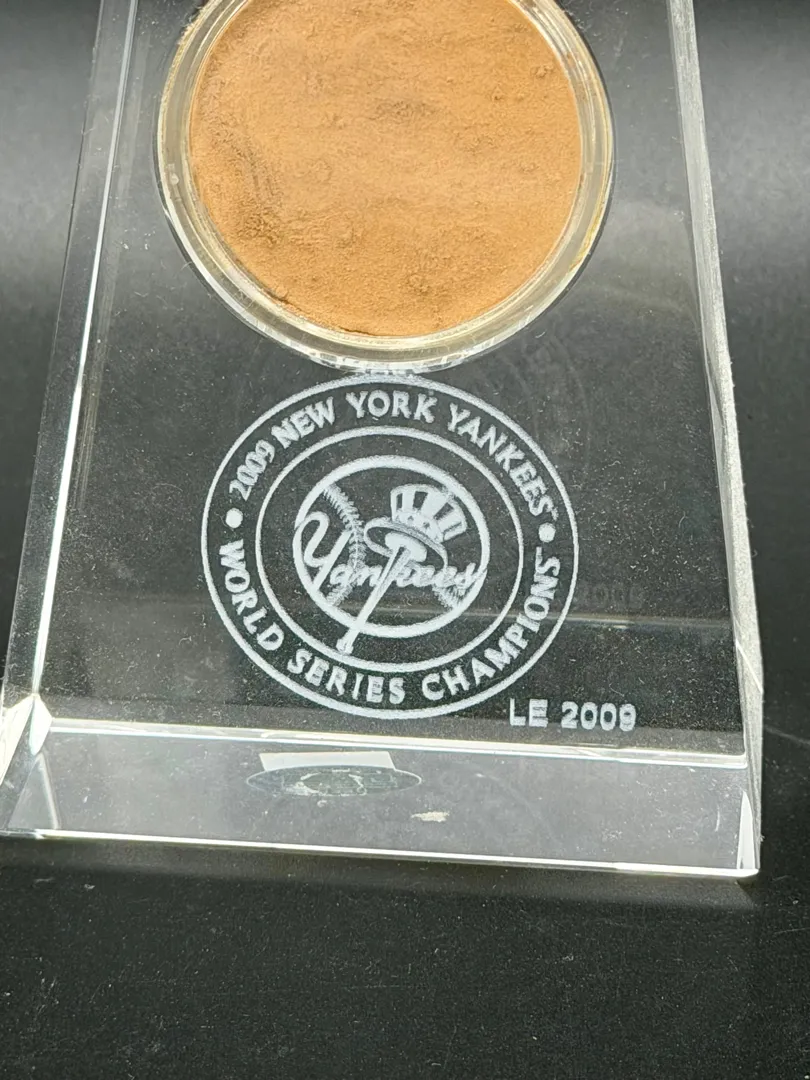 2009 NEW YORK YANKEES
Yankees
WORLD SERIES CHAMPIONS
LE 2009